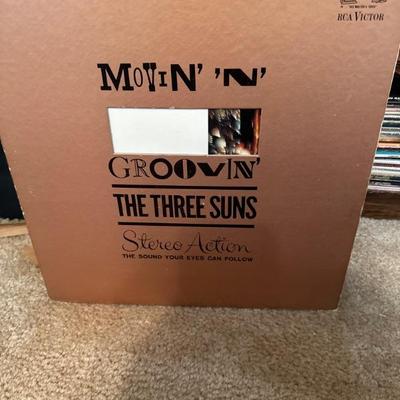 RCA VICTOR
MOVIN' 'N'
GROOVIN'
THE THREE SUNS
Stereo Action
THE SOUND YOUR EYES CAN FOLLOW